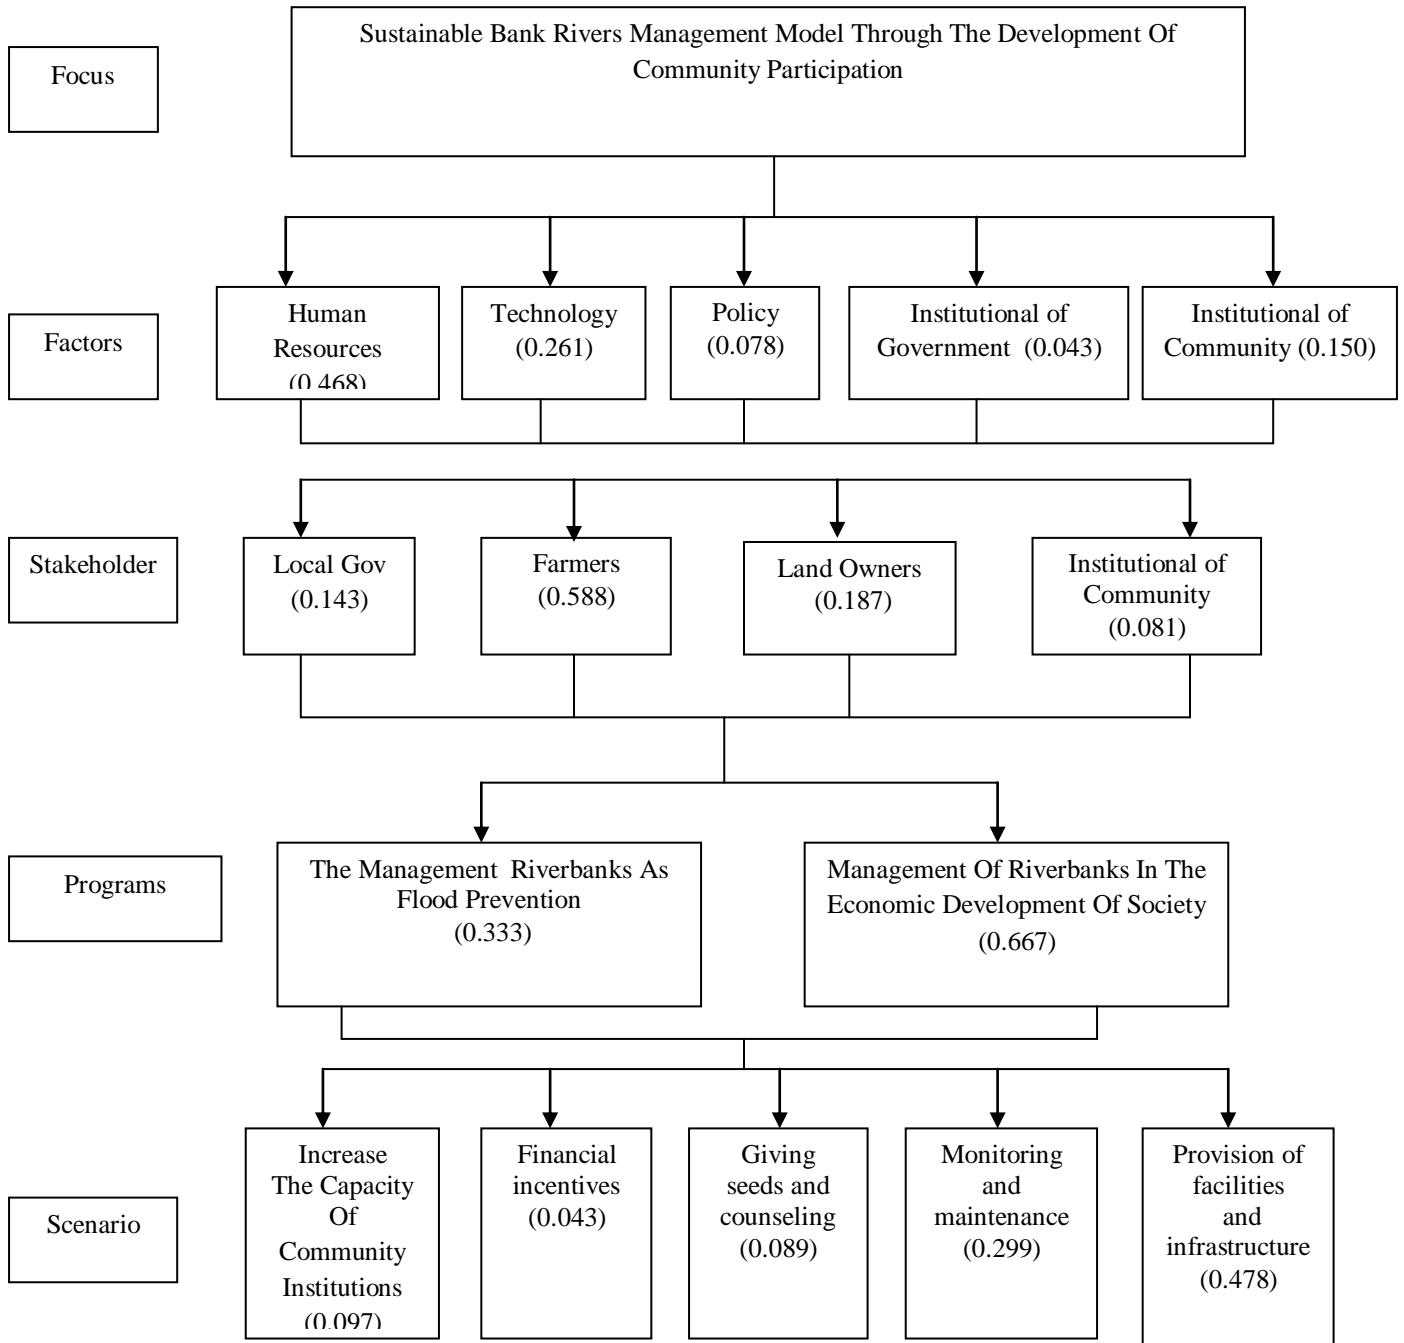 Focus
Sustainable Bank Rivers Management Model Through The Development Of
Community Participation
Factors
Human
Resources
(0.468)
Technology
(0.261)
Policy
(0.078)
Institutional of
Government (0.043)
Institutional of
Community (0.150)
Stakeholder
Local Gov
(0.143)
Farmers
(0.588)
Land Owners
(0.187)
Institutional of
Community
(0.081)
Programs
The Management Riverbanks As
Flood Prevention
(0.333)
Management Of Riverbanks In The
Economic Development Of Society
(0.667)
Scenario
Increase
The Capacity
Of
Community
Institutions
(0.097)
Financial
incentives
(0.043)
Giving
seeds and
counseling
(0.089)
Monitoring
and
maintenance
(0.299)
Provision of
facilities
and
infrastructure
(0.478)